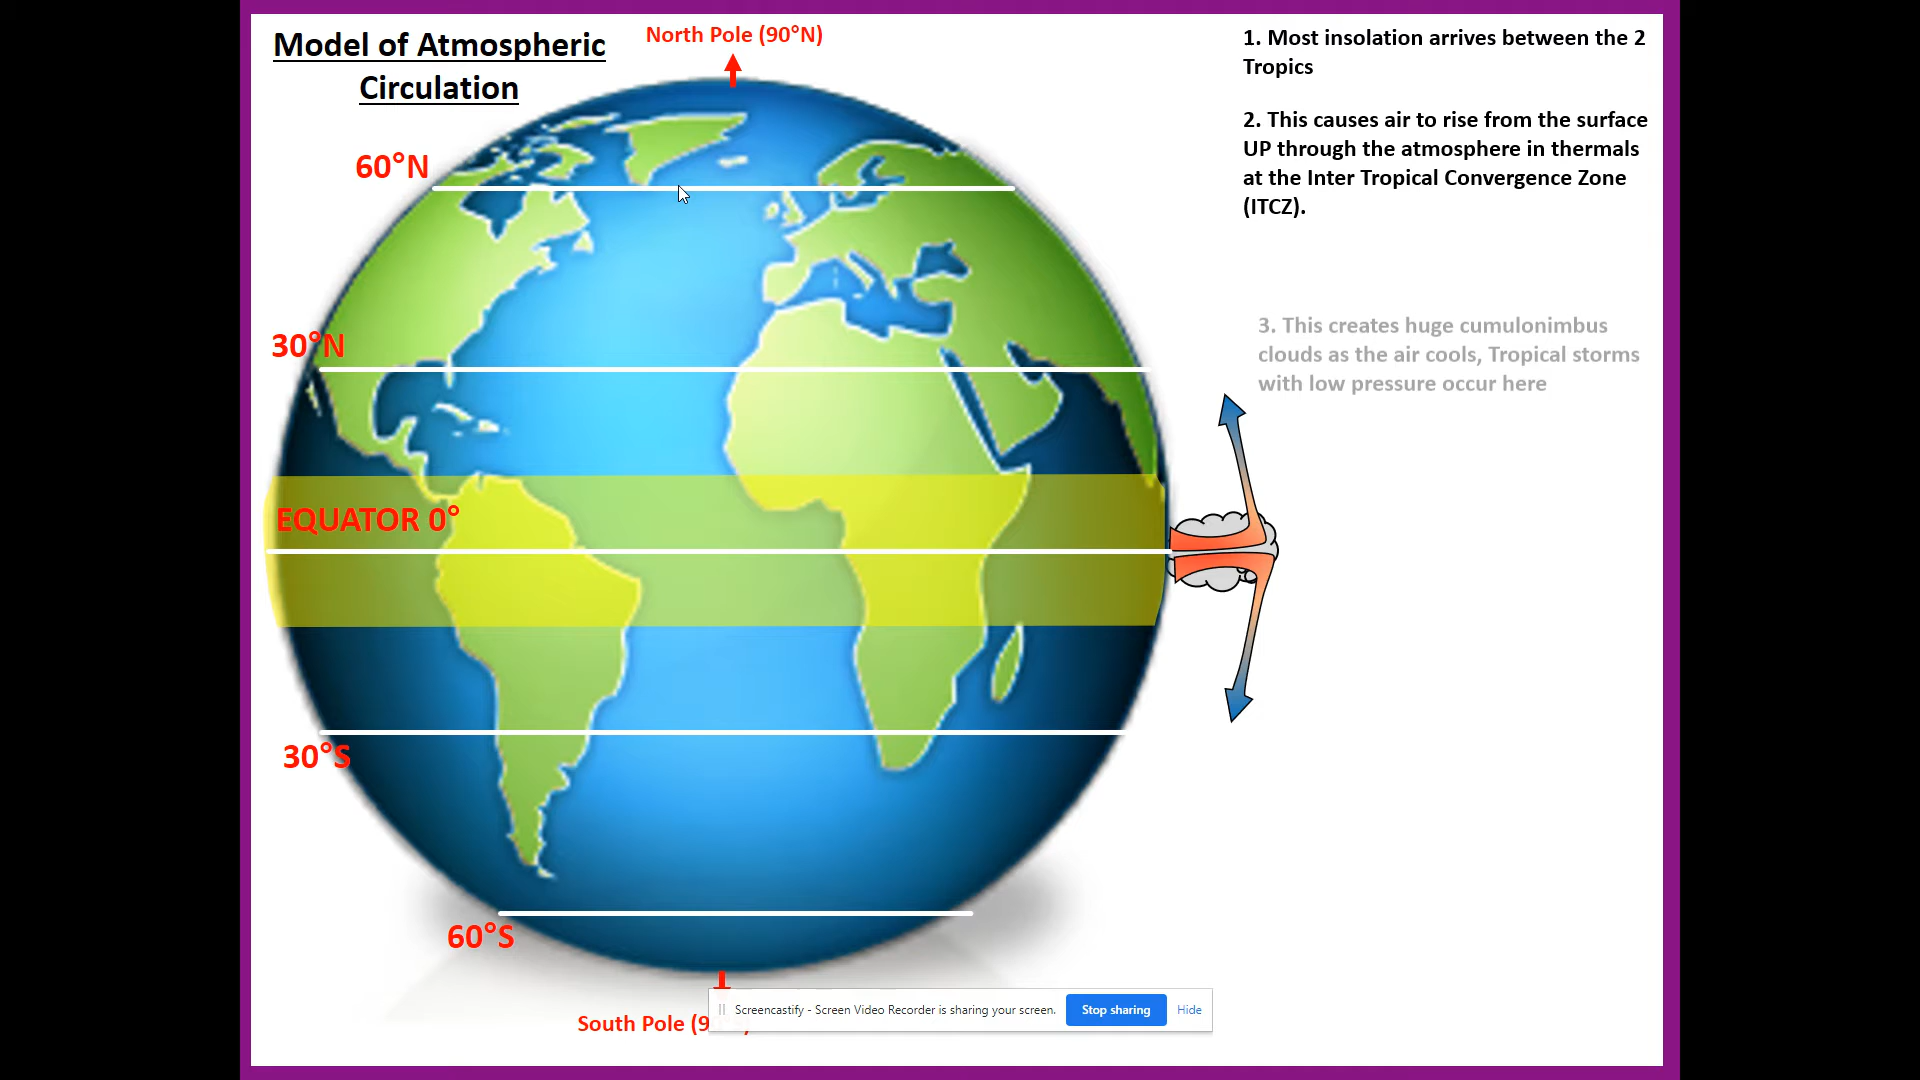 Model of Atmospheric
Circulation
North Pole (90°N)
60°N
30°N
EQUATOR 0°
30°S
60°S
South Pole (9
1. Most insolation arrives between the 2
Tropics
2. This causes air to rise from the surface
UP through the atmosphere in thermals
at the Inter Tropical Convergence Zone
(ITCZ).
3. This creates huge cumulonimbus
clouds as the air cools, Tropical storms
with low pressure occur here
Screencastify - Screen Video Recorder is sharing your screen. Stop sharing Hide